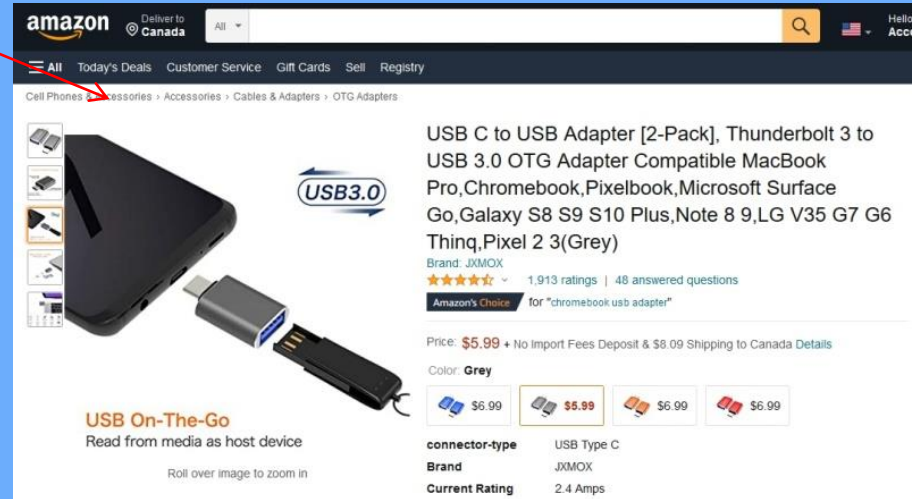 amazon
Deliver to
Canada
All
Hello
Acc
All Today's Deals Customer Service Gift Cards Sell Registry
Cell Phones & Accessories › Accessories › Cables & Adapters › OTG Adapters
USB C to USB Adapter [2-Pack], Thunderbolt 3 to
USB 3.0 OTG Adapter Compatible MacBook
Pro,Chromebook,Pixelbook,Microsoft Surface
Go,Galaxy S8 S9 S10 Plus,Note 8 9,LG V35 G7 G6
Thinq,Pixel 2 3(Grey)
Brand: JXMOX
1,913 ratings | 48 answered questions
Amazon's Choice for "chromebook usb adapter"
Price: $5.99 + No Import Fees Deposit & $8.09 Shipping to Canada Details
Color: Grey
$6.99 $5.99 $6.99 $6.99
connector-type USB Type C
Brand JXMOX
Current Rating 2.4 Amps
USB3.0
USB On-The-Go
Read from media as host device
Roll over image to zoom in